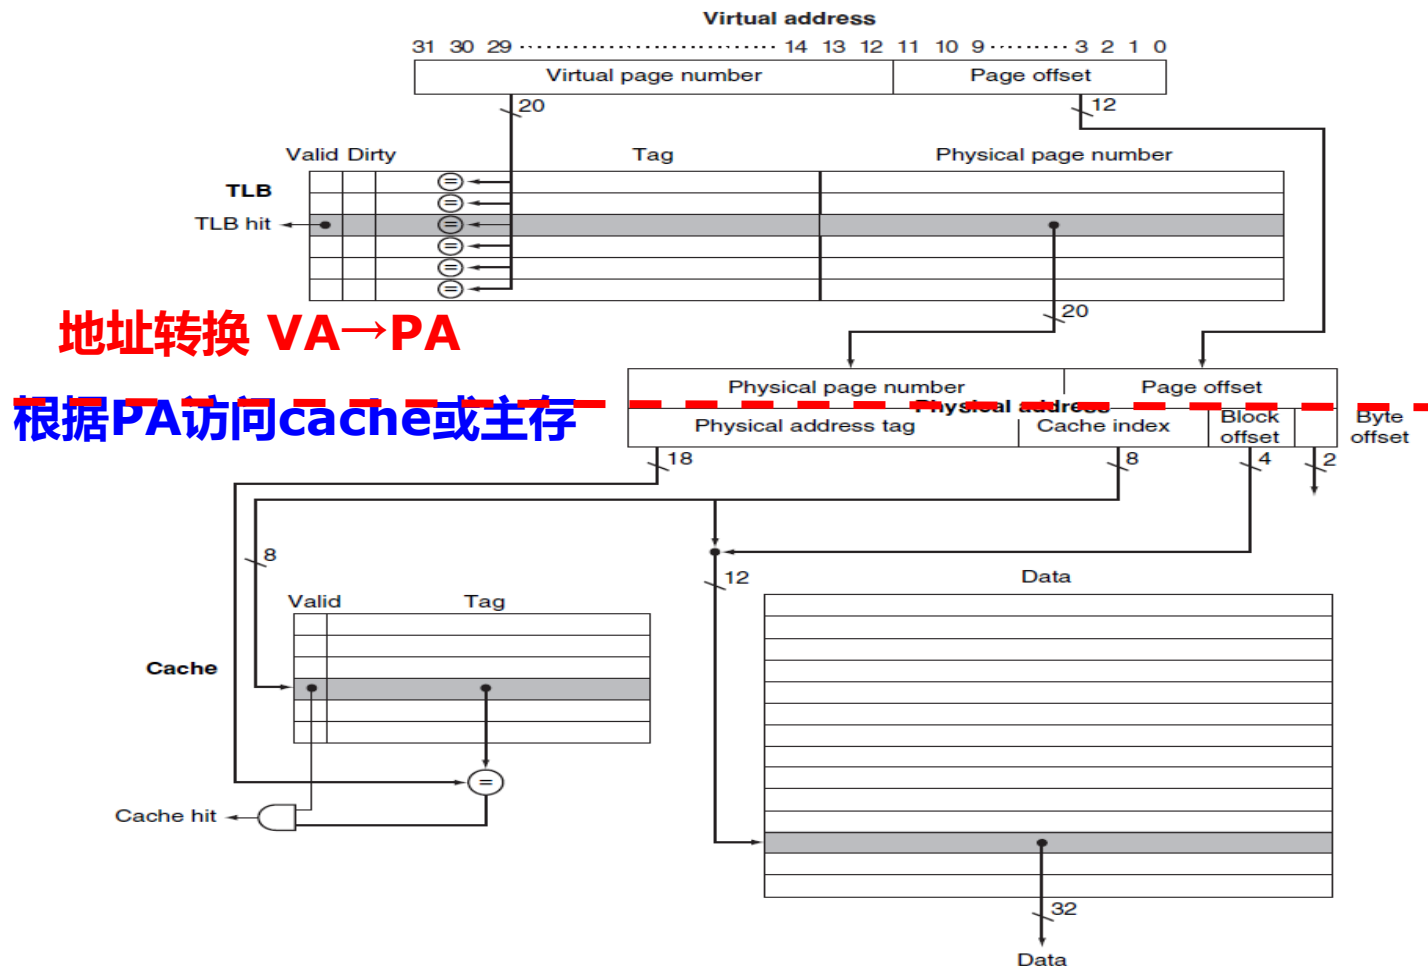 Virtual address
31 30 29 ........................... 14 13 12 11 10 9 ......... 3 2 1 0
Virtual page number Page offset
20 12
Valid Dirty Tag Physical page number
TLB
TLB hit
= 
=
=
=
=
=
20
地址转换 VA→PA
Physical page number Page offset
根据PA访问cache或主存
Physical address
Physical address tag Cache index Block offset Byte offset
18 8 4 2
8
12
Data
Valid Tag
Cache
=
Cache hit
32
Data